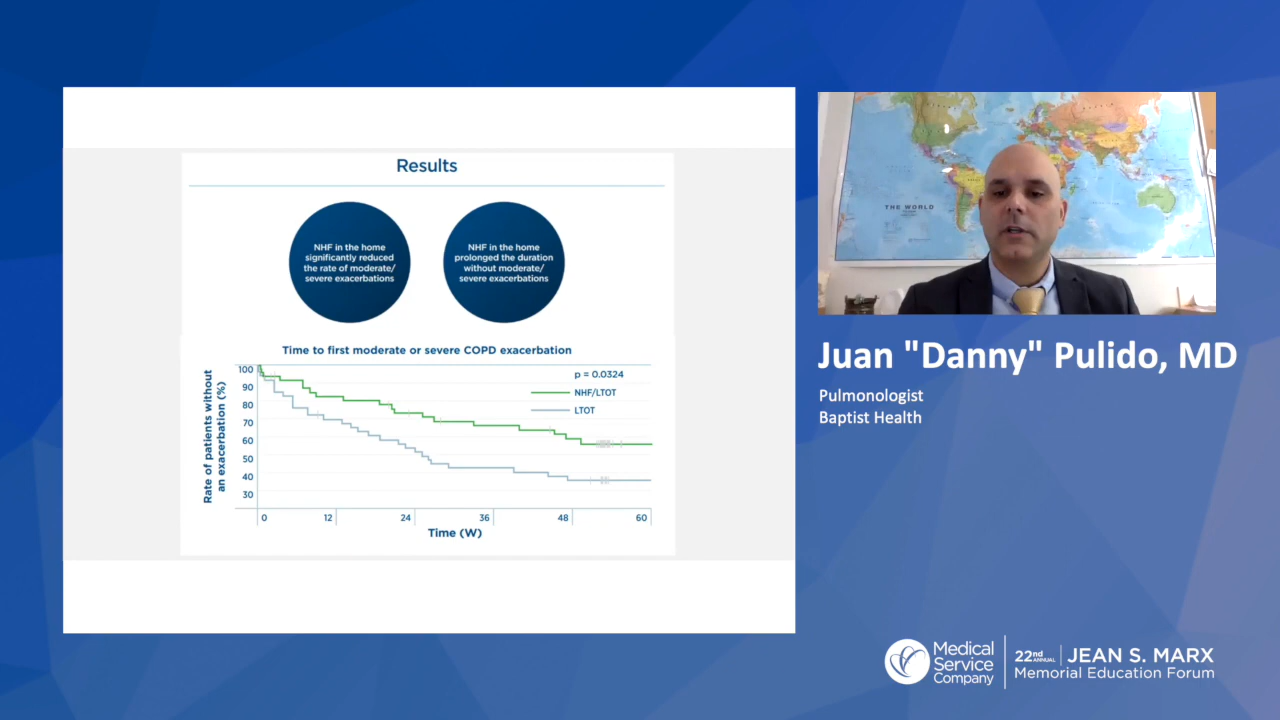 Results
NHF in the home
significantly reduced
the rate of moderate/
severe exacerbations
NHF in the home
prolonged the duration
without moderate/
severe exacerbations
Time to first moderate or severe COPD exacerbation
Rate of patients without
an exacerbation (%)
100
90
80
70
60
50
40
30
p = 0.0324
NHF/LTOT
LTOT
0 12 24 36 48 60
Time (W)
THE WORLD
Juan "Danny" Pulido, MD
Pulmonologist
Baptist Health
Medical
Service
Company
22nd ANNUAL
JEAN S. MARX
Memorial Education Forum